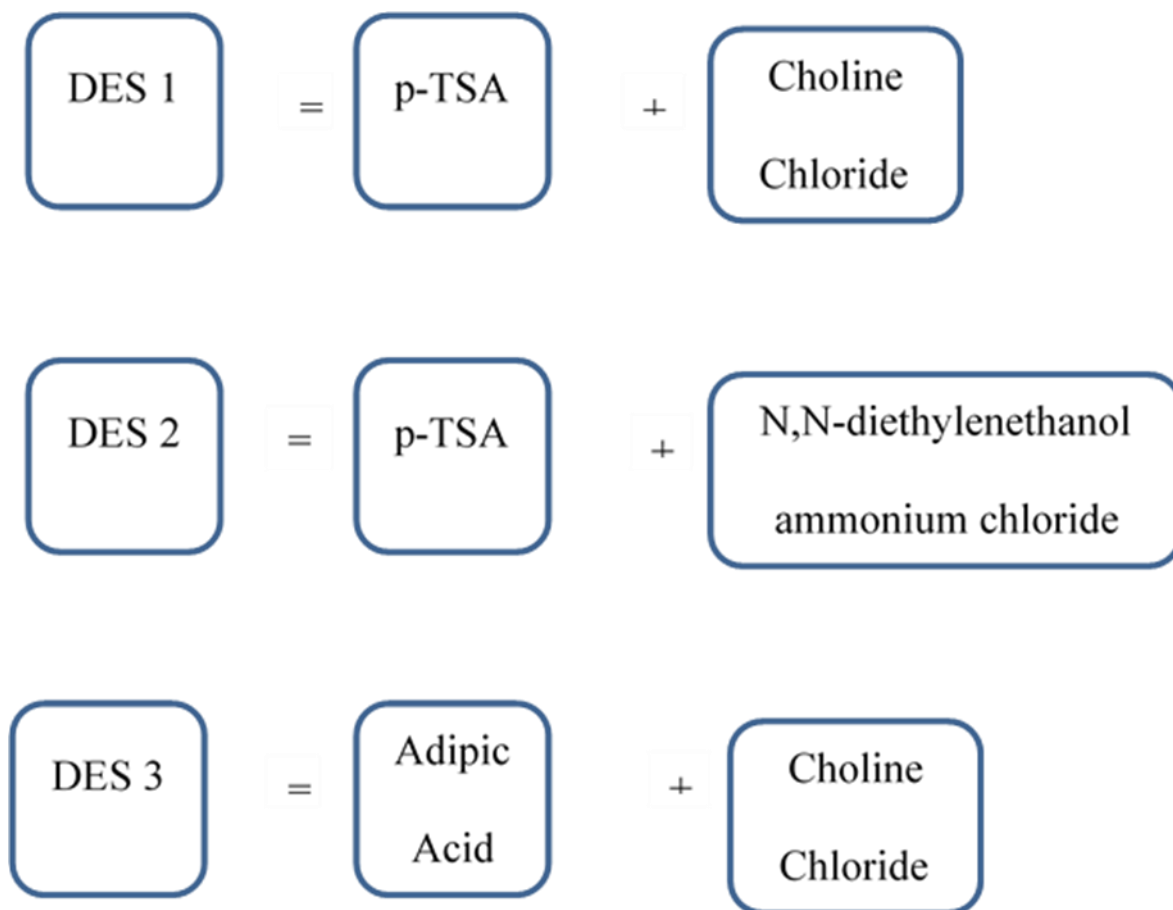 DES 1 = p-TSA + Choline
Chloride
DES 2 = p-TSA + N,N-diethylenethanol
ammonium chloride
DES 3 = Adipic + Choline
Acid Chloride